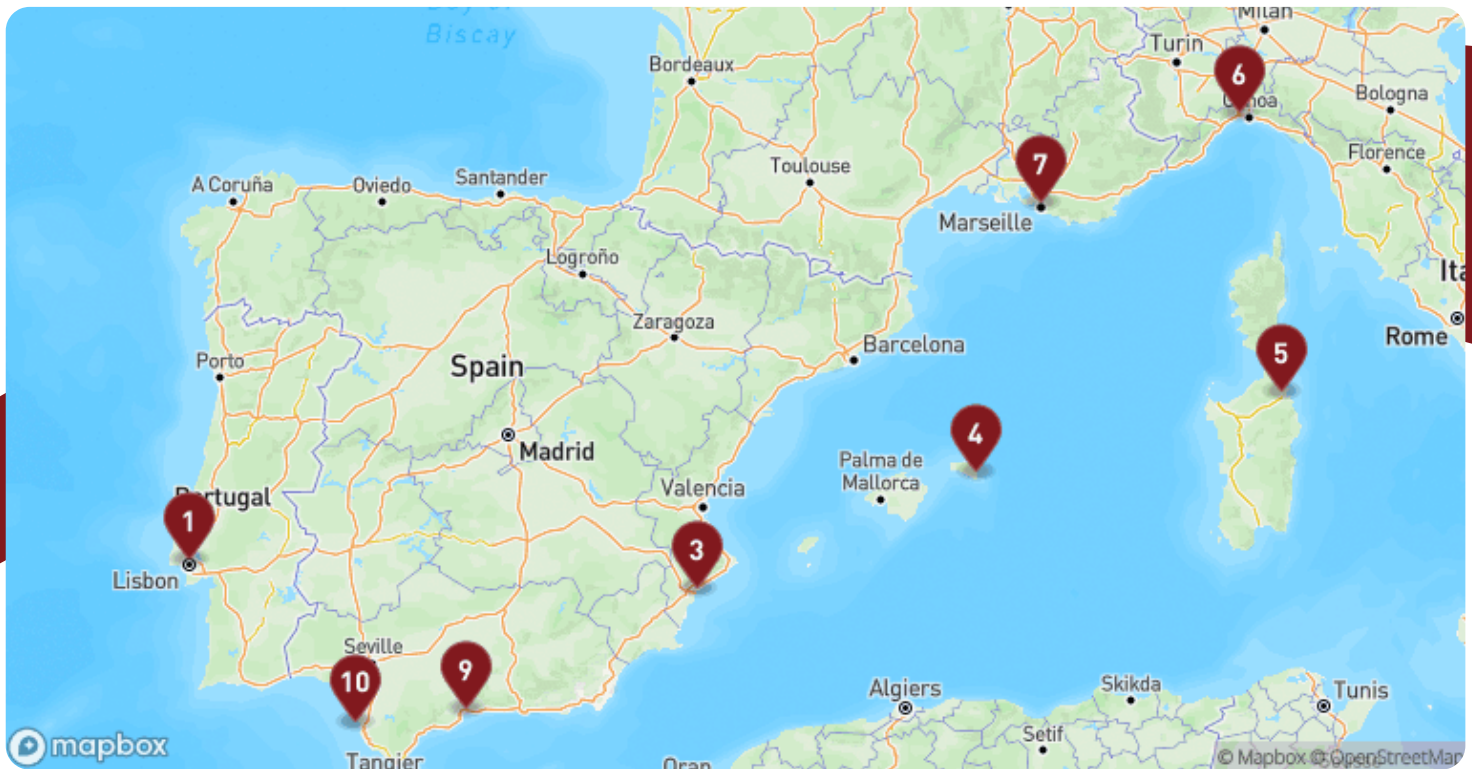 Bay of
Biscay
Milan
Turin
6
Genoa
Bordeaux
Bologna
7
Florence
Toulouse
A Coruña
Oviedo
Santander
Marseille
Logroño
Ita
Zaragoza
Rome
Barcelona
Porto
5
Spain
4
Madrid
Palma de
Mallorca
Valencia
Portugal
1
3
Lisbon
Seville
9
10
Algiers
Skikda
Tunis
Setif
mapbox
Tangier
Oran
© Mapbox © OpenStreetMap